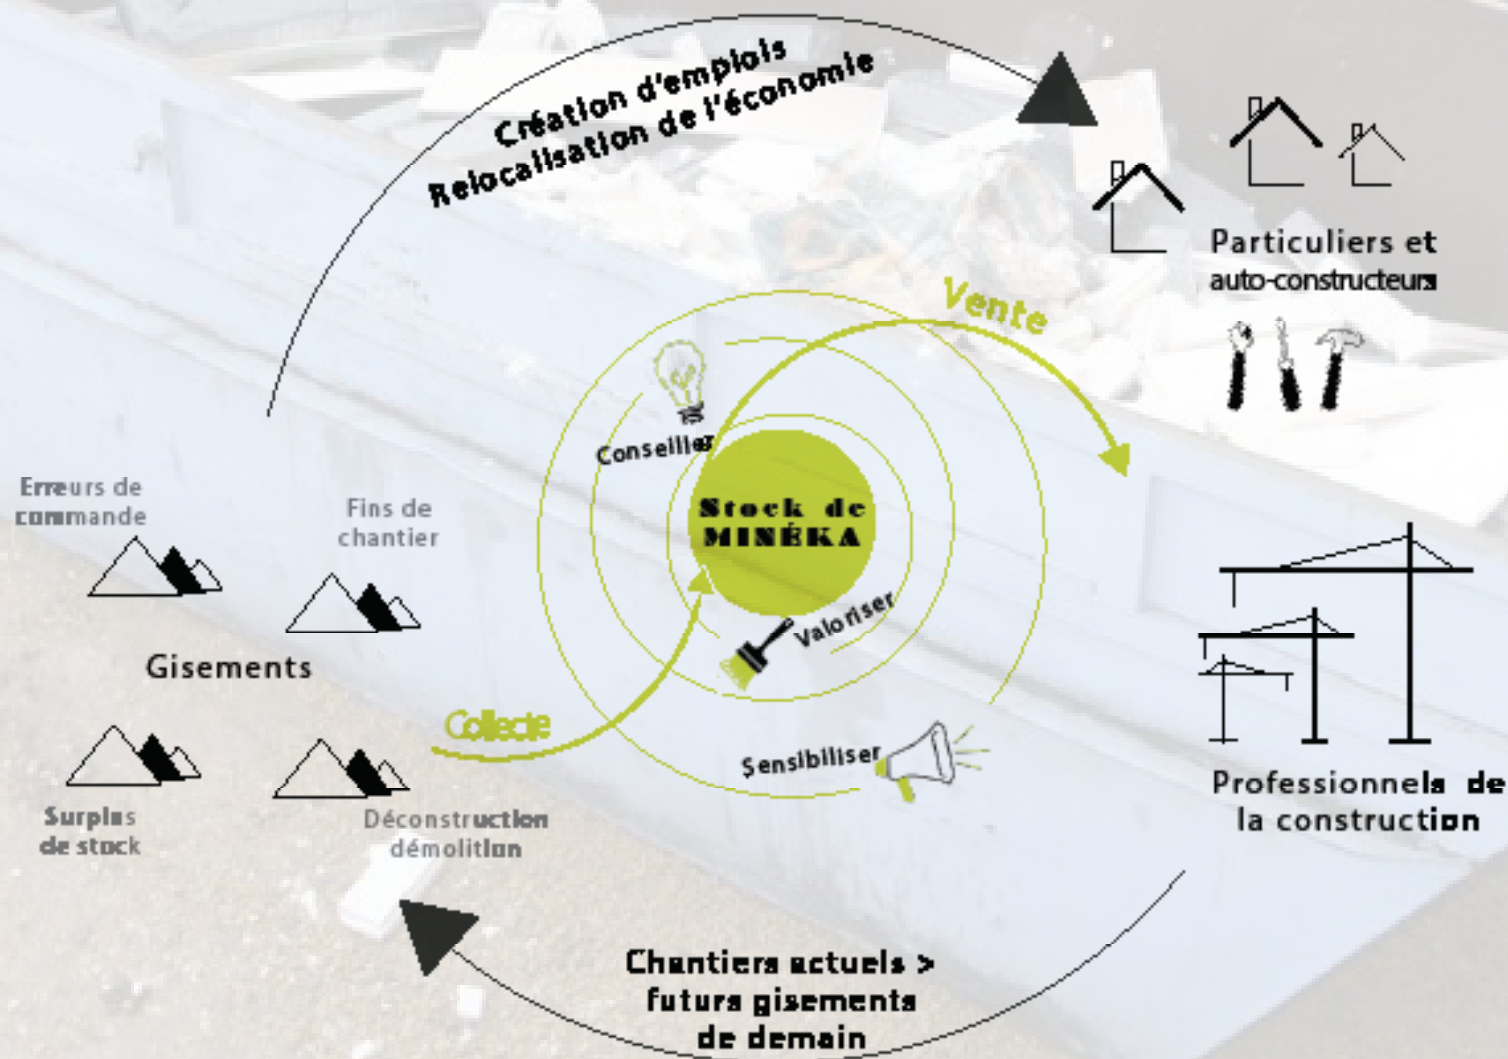 Création d'emplois
Relocalisation de l'économie
Particuliers et
auto-constructeurs
Vente
Conseiller
Stock de
MINÉKA
Erreurs de
commande
Fins de
chantier
Gisements
Valoriser
Collecte
Sensibiliser
Surplus
de stock
Déconstruction
démolition
Professionnels de
la construction
Chantiers actuels >
futurs gisements
de demain